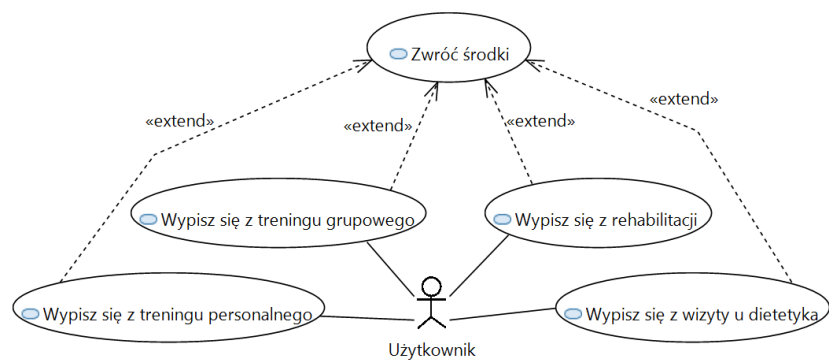 Zwróć środki
«extend»
«extend»
«extend»
«extend»
Wypisz się z treningu grupowego
Wypisz się z rehabilitacji
Wypisz się z treningu personalnego
Wypisz się z wizyty u dietetyka
Użytkownik